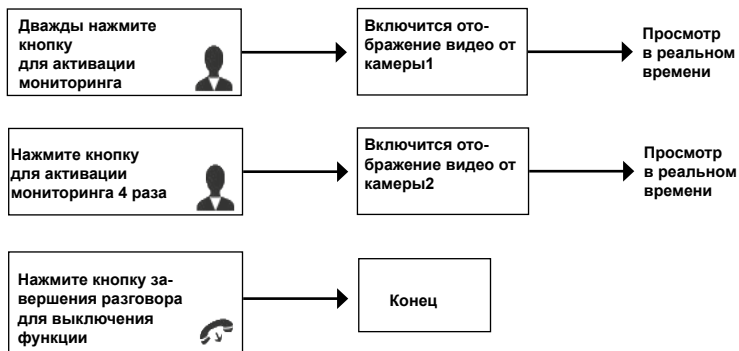 Дважды нажмите
кнопку
для активации
мониторинга
Включится ото-
бражение видео от
камеры1
Просмотр
в реальном
времени
Нажмите кнопку
для активации
мониторинга 4 раза
Включится ото-
бражение видео от
камеры2
Просмотр
в реальном
времени
Нажмите кнопку за-
вершения разговора
для выключения
функции
Конец